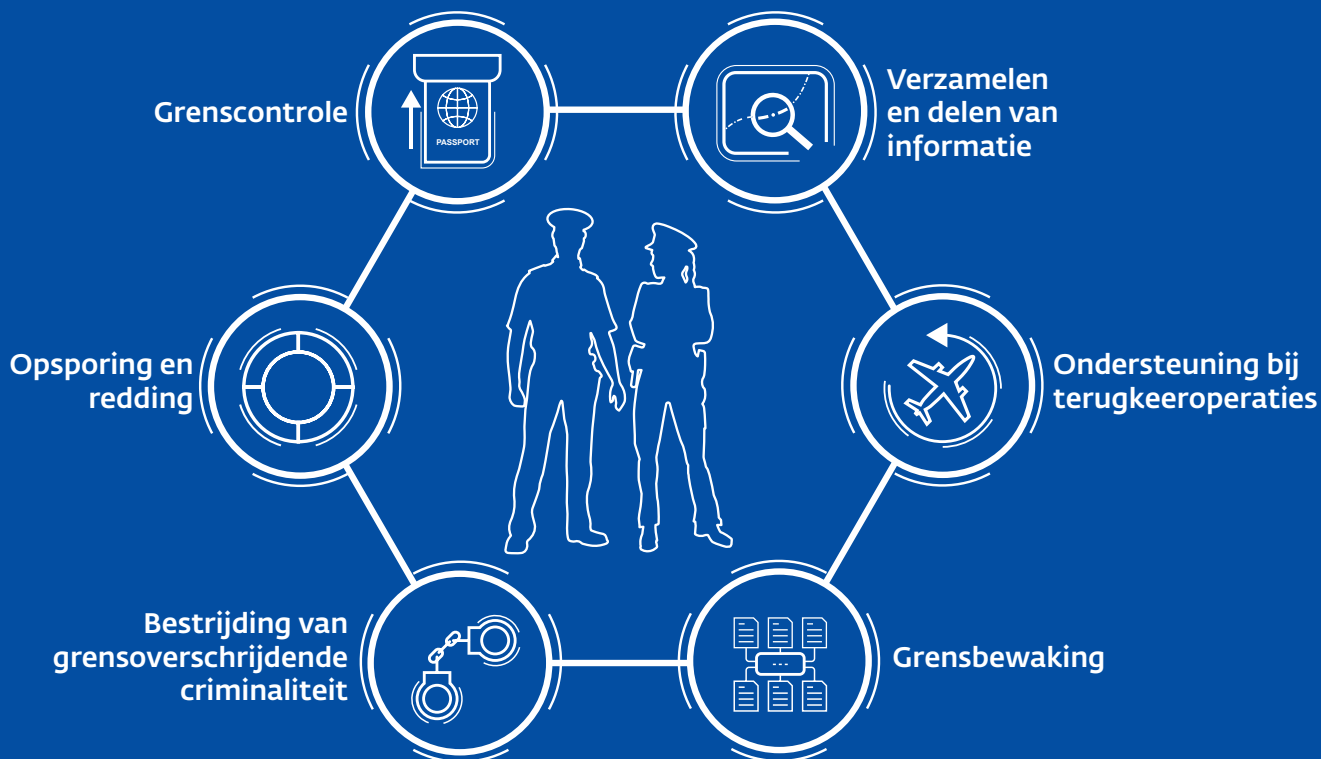 Grenscontrole
PASSPORT
Verzamelen
en delen van
informatie
Opsporing en
redding
Ondersteuning bij
terugkeeroperaties
Bestrijding van
grensoverschrijdende
criminaliteit
Grensbewaking